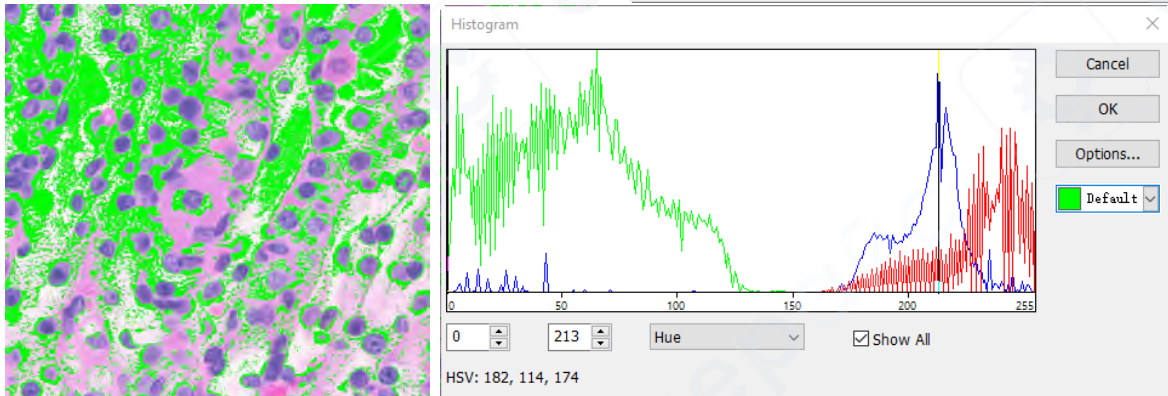 Histogram
Cancel
OK
Options...
Default
0 50 100 150 200 255
0 213 Hue Show All
HSV: 182, 114, 174